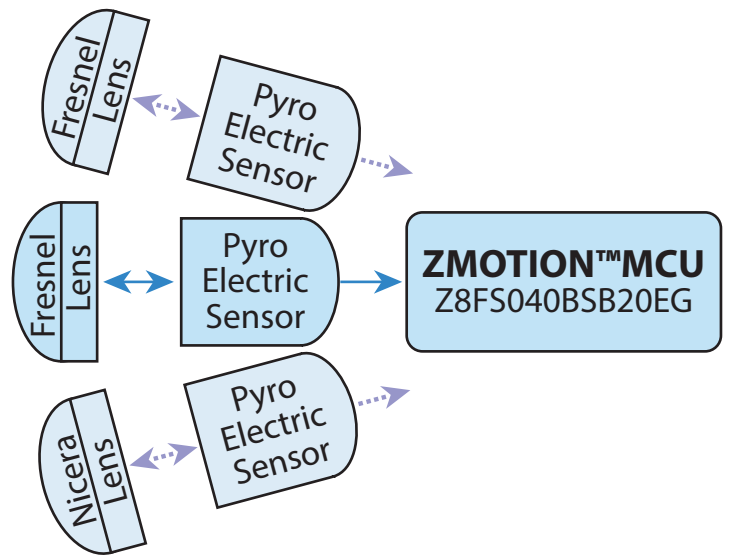 Fresnel
Lens
Pyro
Electric
Sensor
Fresnel
Lens
Pyro
Electric
Sensor
ZMOTION™MCU
Z8FS040BSB20EG
Nicera
Lens
Pyro
Electric
Sensor